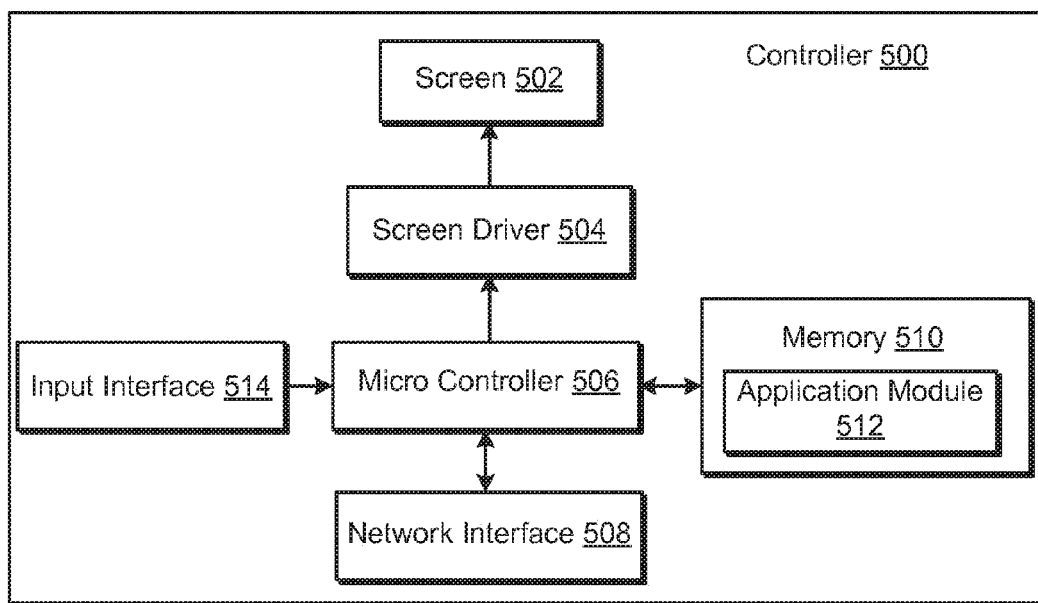 Controller 500
Screen 502
Screen Driver 504
Input Interface 514
Micro Controller 506
Memory 510
Application Module
512
Network Interface 508